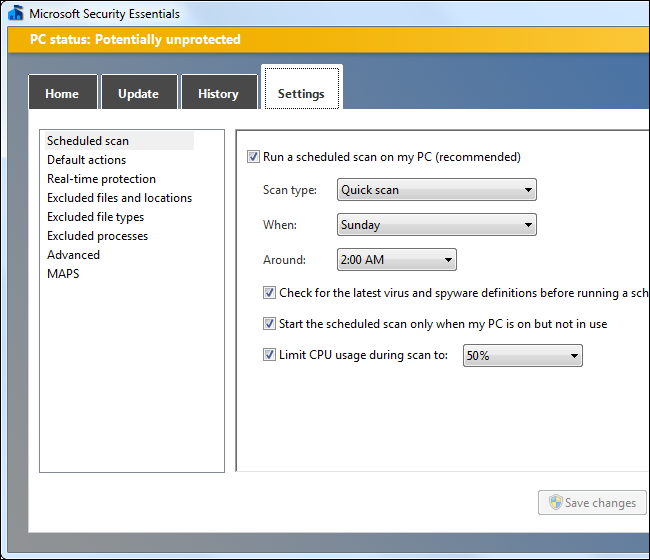 Microsoft Security Essentials
PC status: Potentially unprotected
Home Update History Settings
Scheduled scan
Default actions
Real-time protection
Excluded files and locations
Excluded file types
Excluded processes
Advanced
MAPS
Run a scheduled scan on my PC (recommended)
Scan type: Quick scan
When: Sunday
Around: 2:00 AM
Check for the latest virus and spyware definitions before running a sch
Start the scheduled scan only when my PC is on but not in use
Limit CPU usage during scan to: 50%
Save changes